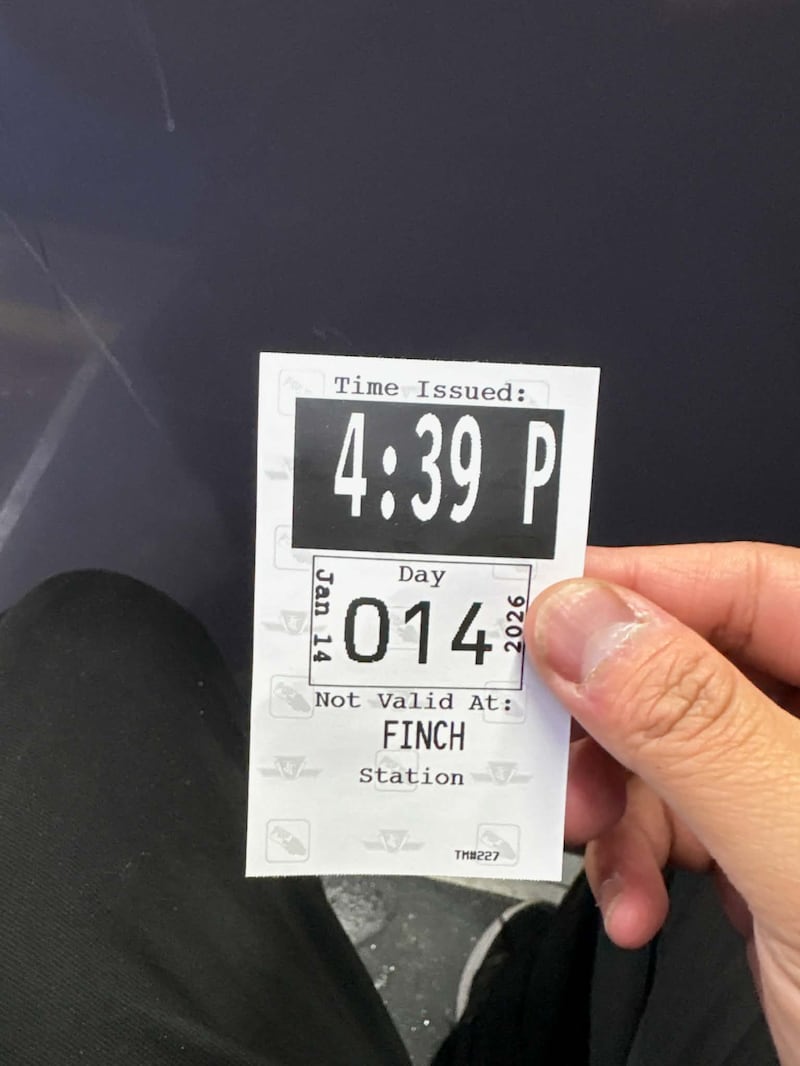 Time Issued:
4:39 P
Day
Jan 14
014
2026
Not Valid At:
FINCH
Station
TM#227